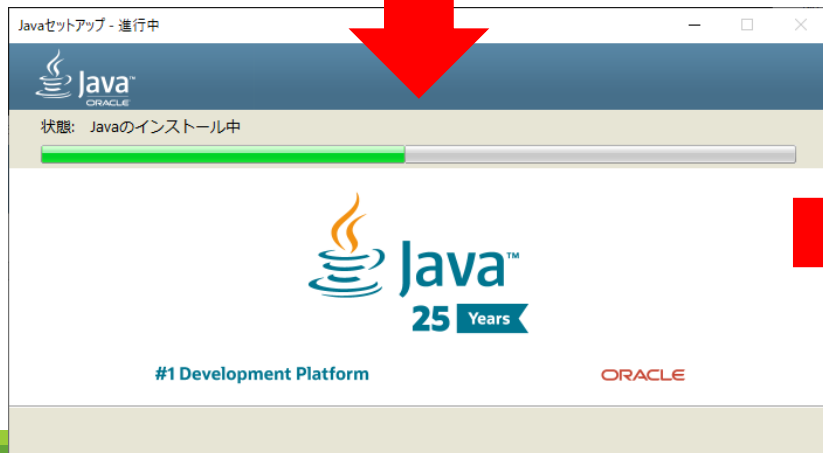 Javaセットアップ - 進行中
Java™
ORACLE
状態: Javaのインストール中
Java™
25 Years
#1 Development Platform
ORACLE